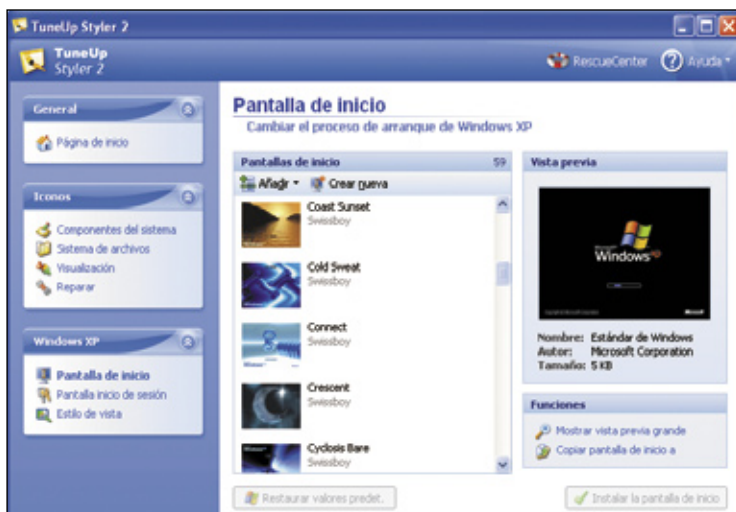 TuneUp Styler 2
TuneUp
Styler 2
RescueCenter
Ayuda
General
Página de inicio
Iconos
Componentes del sistema
Sistema de archivos
Visualización
Reparar
Windows XP
Pantalla de inicio
Pantalla inicio de sesión
Estilo de vista
Pantalla de inicio
Cambiar el proceso de arranque de Windows XP
Pantallas de inicio 59
Añadir
Crear nueva
Coast Sunset
Swissboy
Cold Sweat
Swissboy
Connect
Swissboy
Crescent
Swissboy
Cyclosis Bare
Swissboy
Vista previa
Windows xp
Nombre: Estándar de Windows
Autor: Microsoft Corporation
Tamaño: 5 KB
Funciones
Mostrar vista previa grande
Copiar pantalla de inicio a
Restaurar valores predet.
Instalar la pantalla de inicio